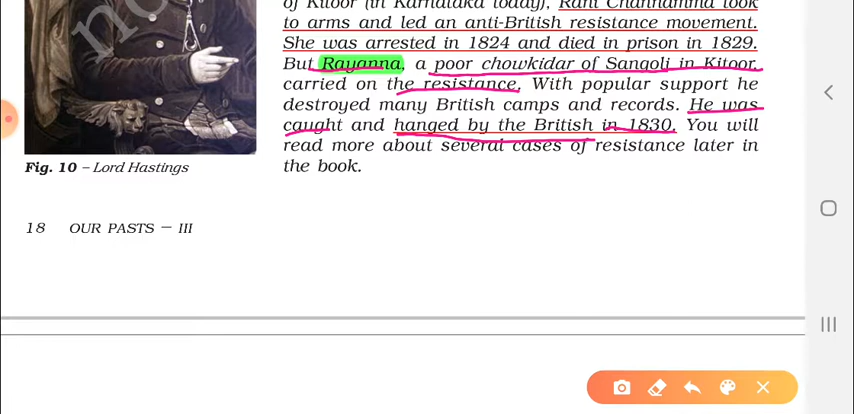 of Kitoor (in Karnataka today), Rani Channamma took
to arms and led an anti-British resistance movement.
She was arrested in 1824 and died in prison in 1829.
But Rayanna, a poor chowkidar of Sangoli in Kitoor,
carried on the resistance. With popular support he
destroyed many British camps and records. He was
caught and hanged by the British in 1830. You will
read more about several cases of resistance later in
the book.
Fig. 10 – Lord Hastings
18 OUR PASTS – III